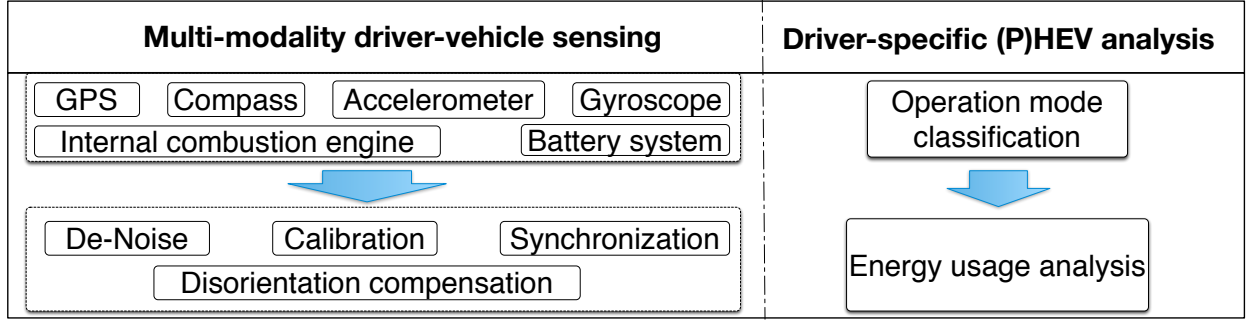 Multi-modality driver-vehicle sensing
GPS
Compass
Accelerometer
Gyroscope
Internal combustion engine
Battery system
De-Noise
Calibration
Synchronization
Disorientation compensation
Driver-specific (P)HEV analysis
Operation mode
classification
Energy usage analysis